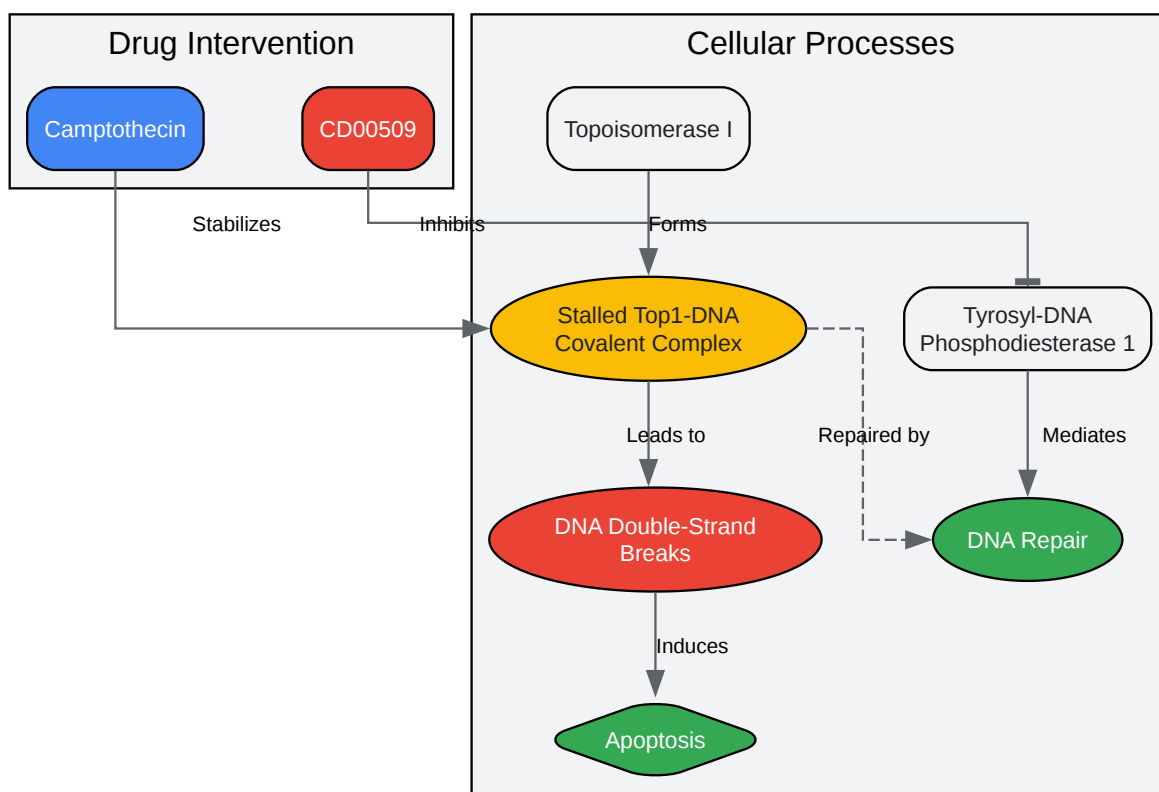 Drug Intervention
Cellular Processes
Camptothecin
CD00509
Topoisomerase I
Stabilizes
Inhibits
Forms
Stalled Top1-DNA
Covalent Complex
Tyrosyl-DNA
Phosphodiesterase 1
Leads to
Repaired by
Mediates
DNA Double-Strand
Breaks
DNA Repair
Induces
Apoptosis